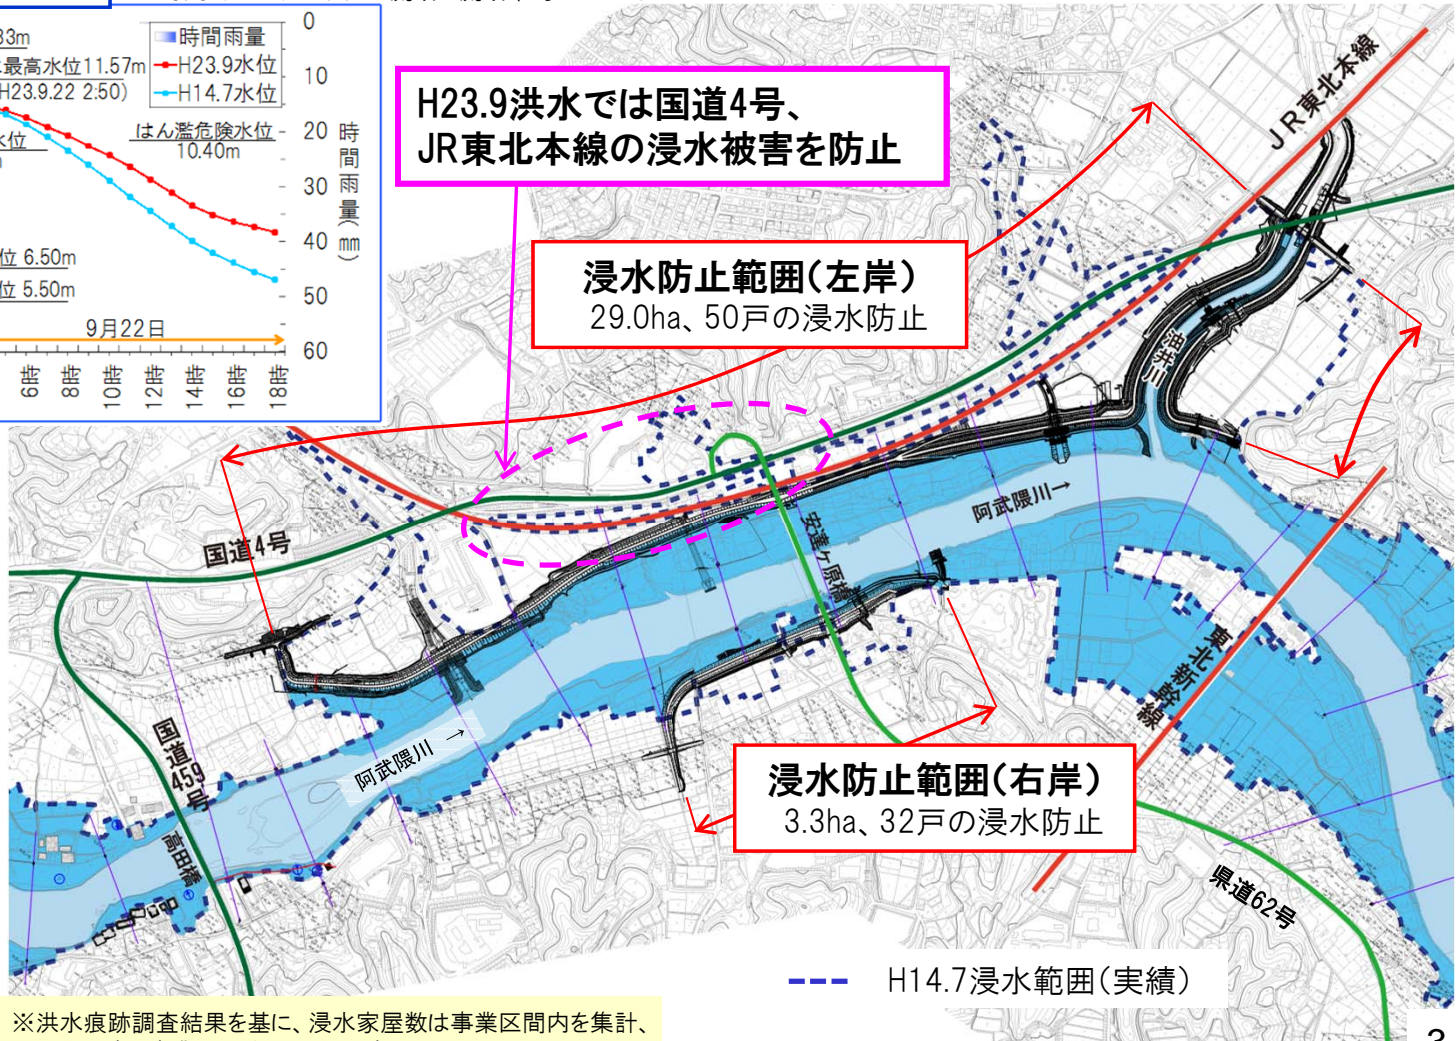 33m
最高水位11.57m
H23.9.22 2:50)
時間雨量
H23.9水位
H14.7水位
はん濫危険水位
10.40m
水位
位 6.50m
位 5.50m
9月22日
6時
8時
10時
12時
14時
16時
18時
0
10
20
30
40
50
60
時間雨量(㎜)
H23.9洪水では国道4号、
JR東北本線の浸水被害を防止
浸水防止範囲(左岸)
29.0ha、50戸の浸水防止
JR東北本線
油井川
阿武隈川→
国道4号
安達ケ原橋
東北新幹線
国道459号
阿武隈川 →
高田橋
浸水防止範囲(右岸)
3.3ha、32戸の浸水防止
県道62号
H14.7浸水範囲(実績)
※洪水痕跡調査結果を基に、浸水家屋数は事業区間内を集計、
3